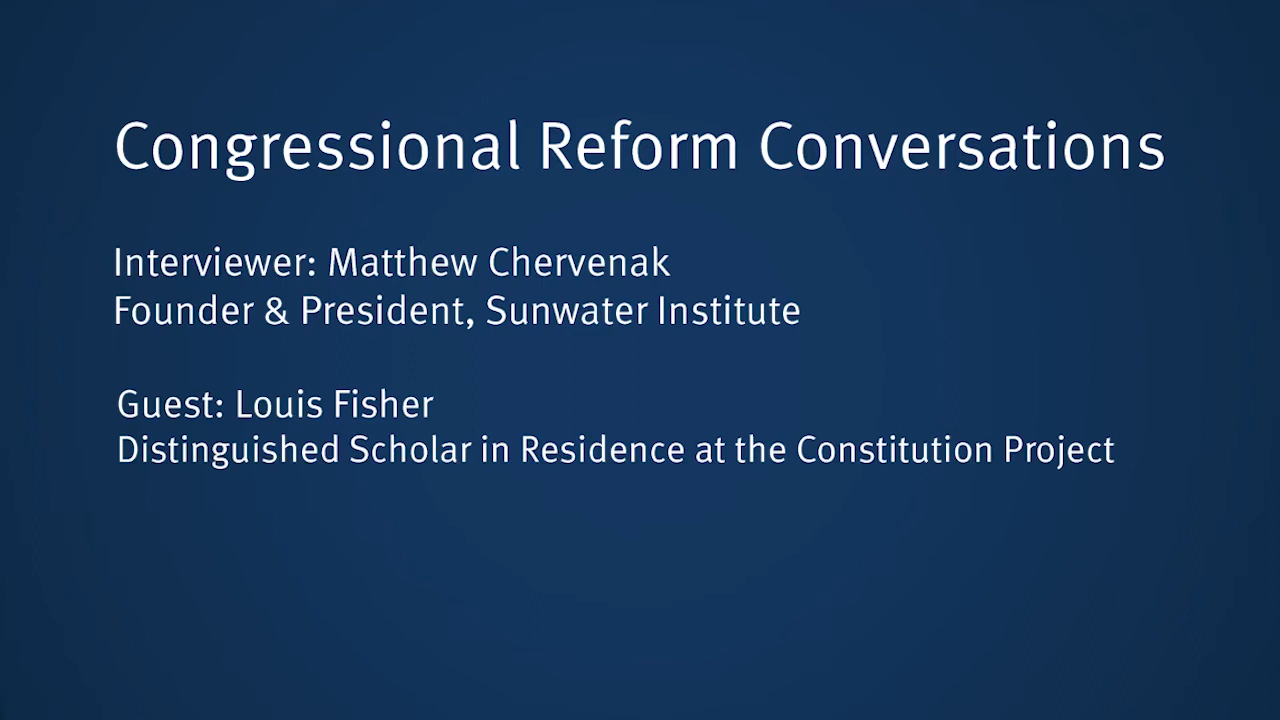 Congressional Reform Conversations
Interviewer: Matthew Chervenak
Founder & President, Sunwater Institute
Guest: Louis Fisher
Distinguished Scholar in Residence at the Constitution Project